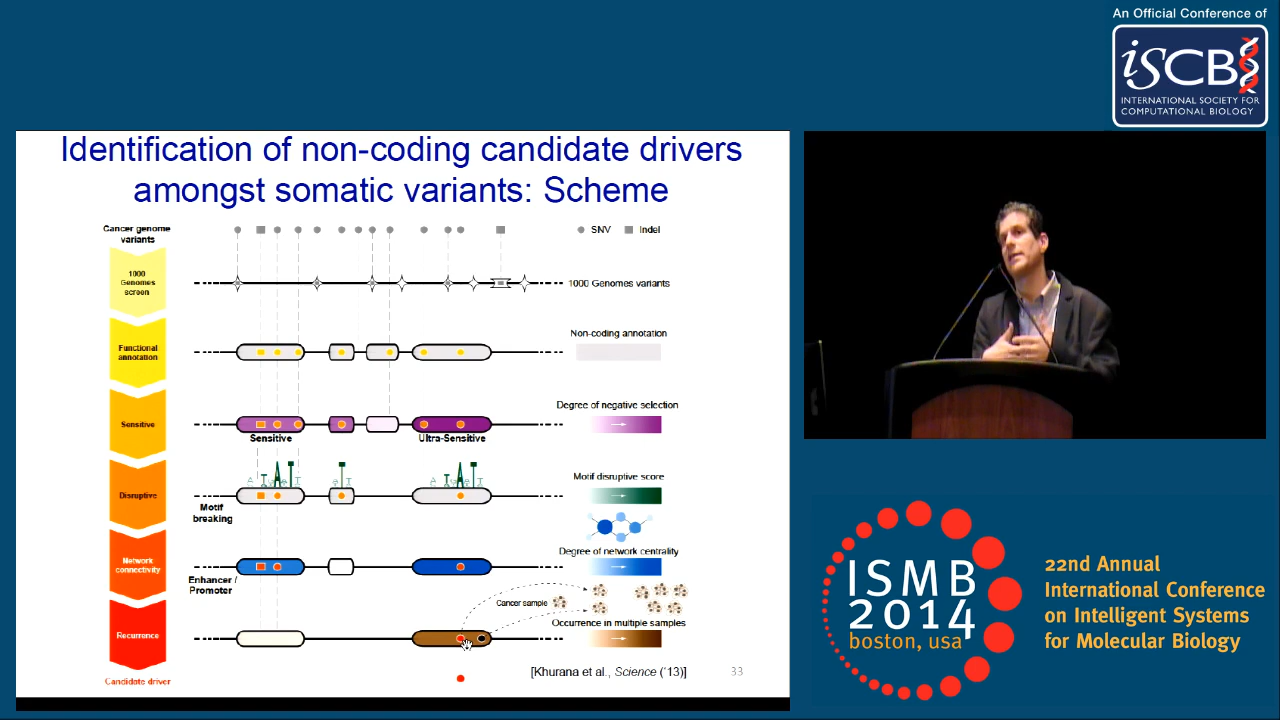 An Official Conference of
iSCB
INTERNATIONAL SOCIETY FOR
COMPUTATIONAL BIOLOGY
Identification of non-coding candidate drivers
amongst somatic variants: Scheme
Cancer genome
variants
SNV
Indel
1000
Genomes
screen
1000 Genomes variants
Non-coding annotation
Functional
annotation
Degree of negative selection
Sensitive
Sensitive
Ultra-Sensitive
Motif disruptive score
Disruptive
Motif
breaking
Degree of network centrality
Network
connectivity
Enhancer /
Promoter
Cancer sample
Occurrence in multiple samples
Recurrence
[Khurana et al., Science ('13)]
33
Candidate driver
ISMB
2014
boston, usa
22nd Annual
International Conference
on Intelligent Systems
for Molecular Biology